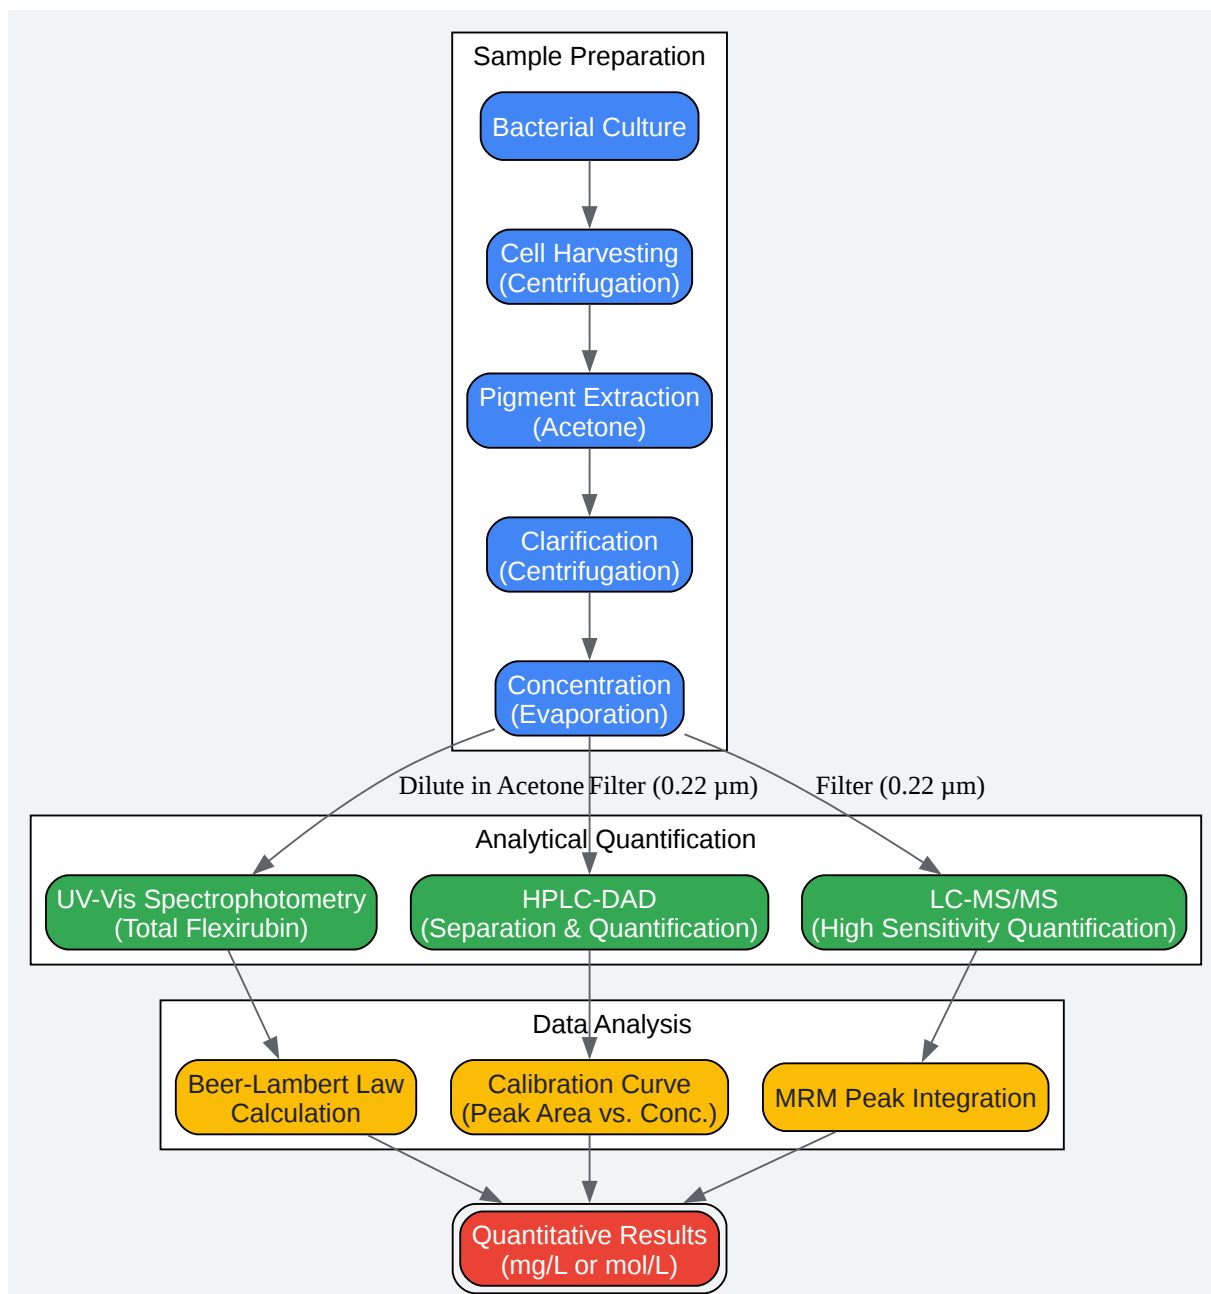 Sample Preparation
Bacterial Culture
Cell Harvesting
(Centrifugation)
Pigment Extraction
(Acetone)
Clarification
(Centrifugation)
Concentration
(Evaporation)
Dilute in Acetone
Filter (0.22 µm)
Filter (0.22 µm)
Analytical Quantification
UV-Vis Spectrophotometry
(Total Flexirubin)
HPLC-DAD
(Separation & Quantification)
LC-MS/MS
(High Sensitivity Quantification)
Data Analysis
Beer-Lambert Law
Calculation
Calibration Curve
(Peak Area vs. Conc.)
MRM Peak Integration
Quantitative Results
(mg/L or mol/L)